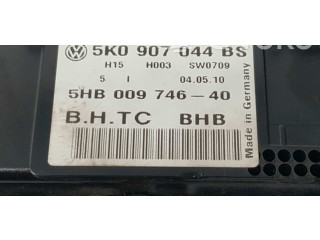 5K0 907 044 BS
H15 H003 SW0709
5 I 04.05.10
5HB 009 746-40
B.H.TC BHB
Made in Germany